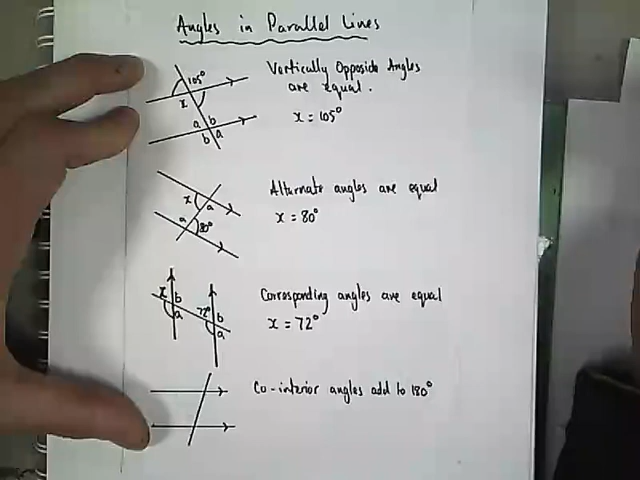 Angles in Parallel Lines
105°
x
a b
b a
Vertically Opposide Angles
are equal.
x = 105°
x
a
a
80°
Alternate angles are equal
x = 80°
x b
a
72° b
a
Corresponding angles are equal
x = 72°
Co-interior angles add to 180°